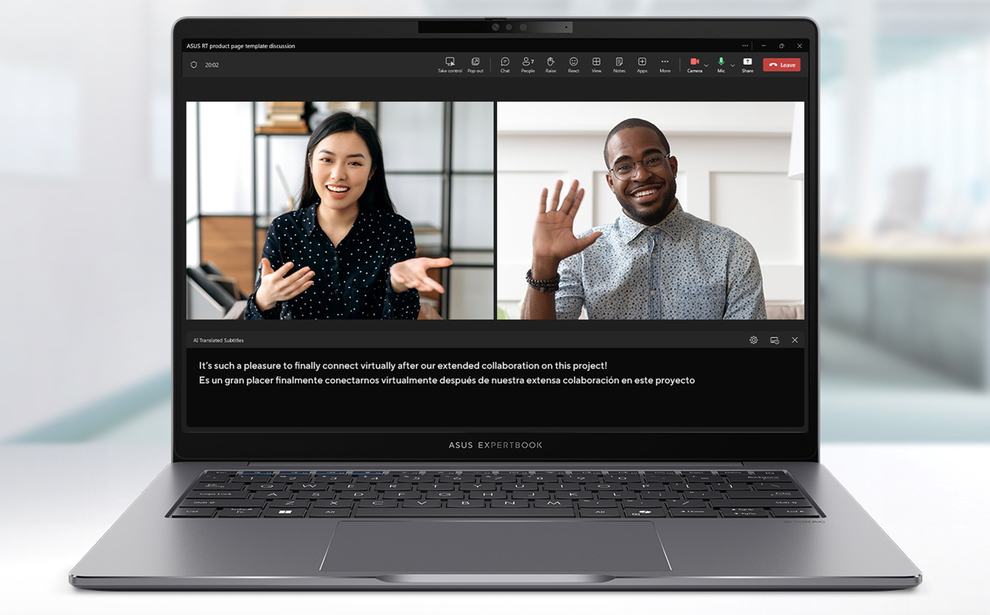 ASUS RT product page template discussion
20:02
Take control
Pop out
Chat
7
People
Raise
React
View
Notes
Apps
More
Camera
Mic
Share
Leave
AI Translated Subtitles
It's such a pleasure to finally connect virtually after our extended collaboration on this project!
Es un gran placer finalmente conectarnos virtualmente después de nuestra extensa colaboración en este proyecto
ASUS EXPERTBOOK